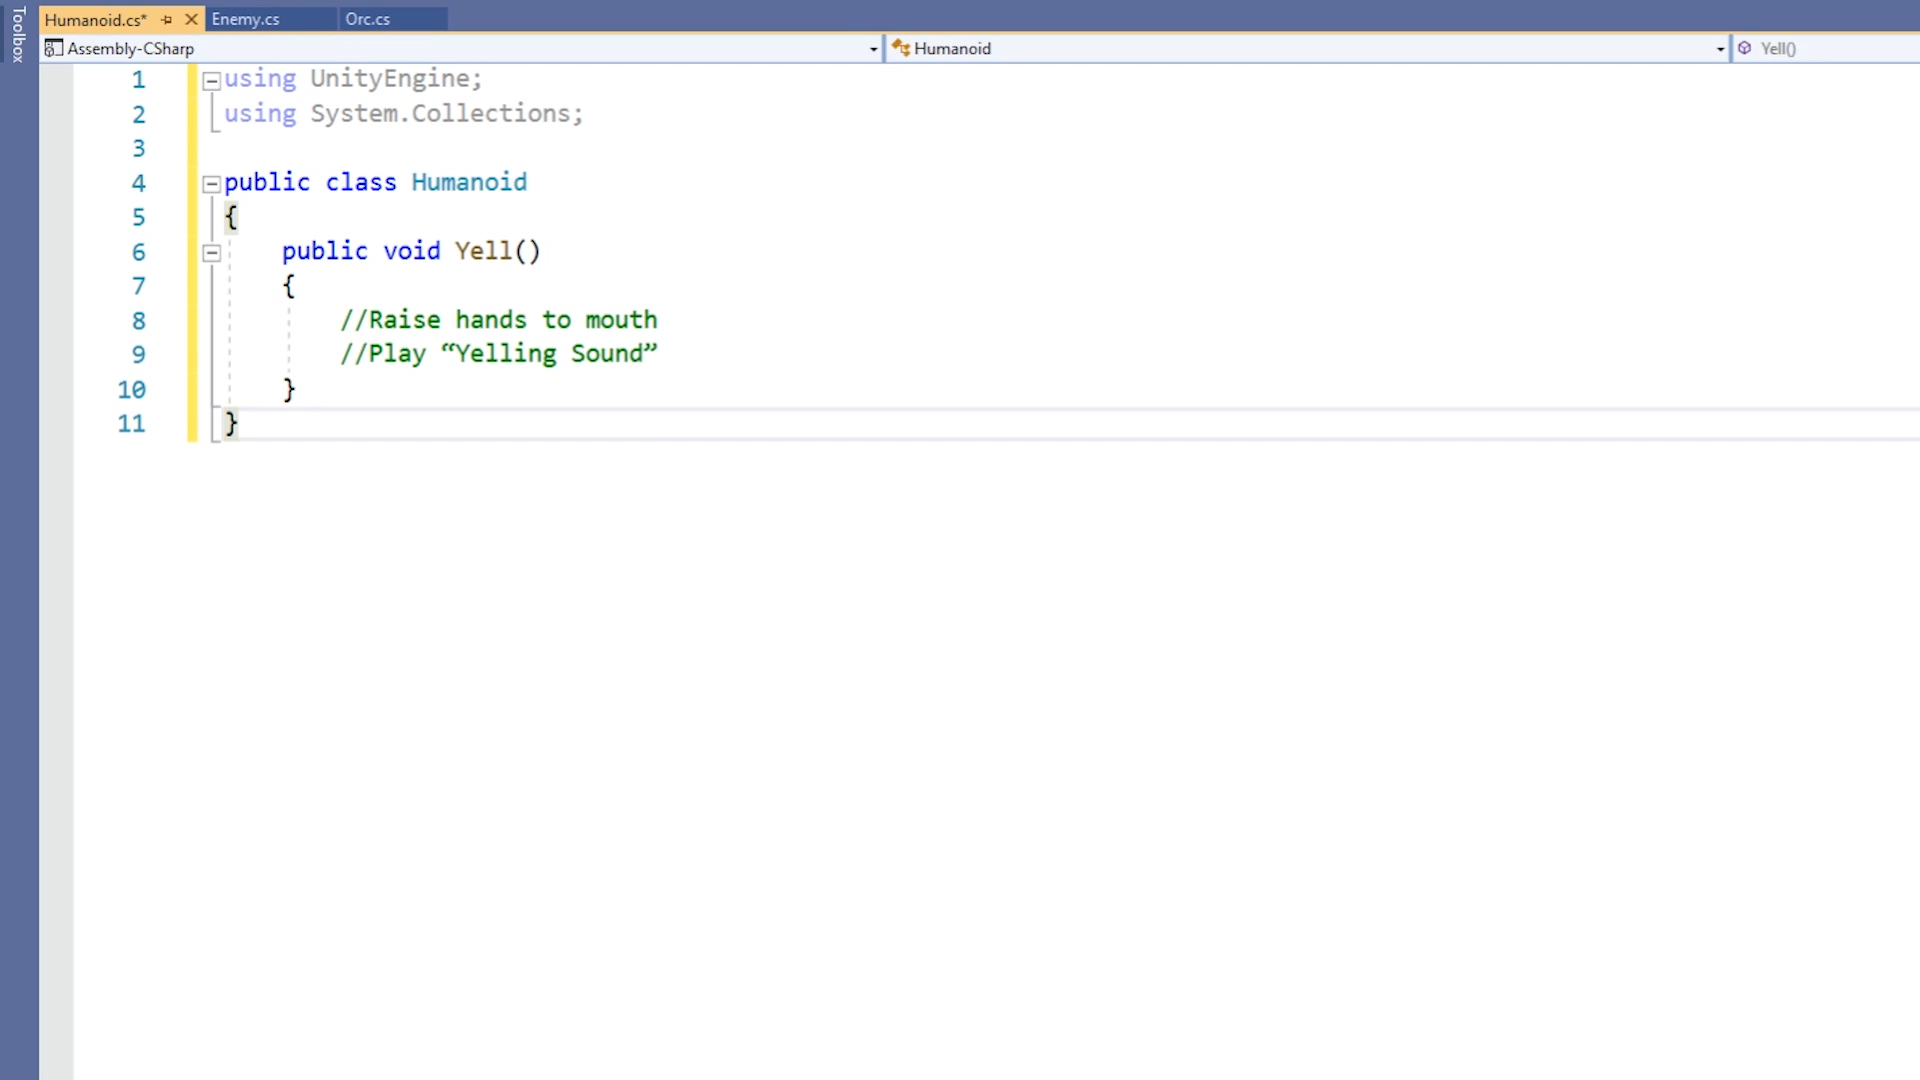 Toolbox
Humanoid.cs* Enemy.cs Orc.cs
Assembly-CSharp Humanoid Yell()
1 using UnityEngine;
2 using System.Collections;
3
4 public class Humanoid
5 {
6 public void Yell()
7 {
8 //Raise hands to mouth
9 //Play “Yelling Sound”
10 }
11 }